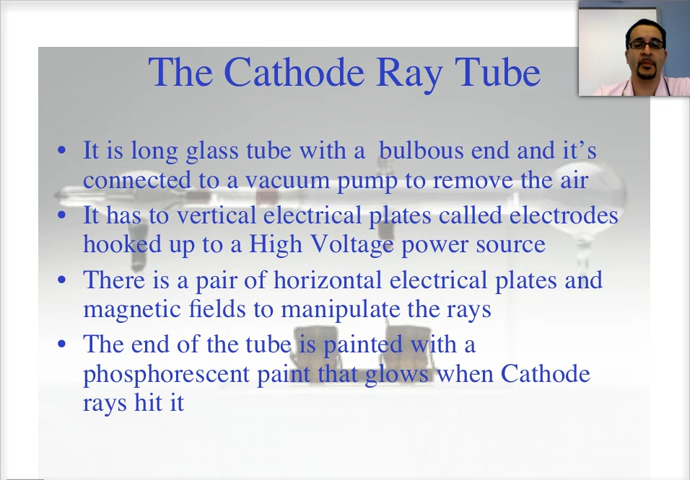 The Cathode Ray Tube
• It is long glass tube with a bulbous end and it's
connected to a vacuum pump to remove the air
• It has to vertical electrical plates called electrodes
hooked up to a High Voltage power source
• There is a pair of horizontal electrical plates and
magnetic fields to manipulate the rays
• The end of the tube is painted with a
phosphorescent paint that glows when Cathode
rays hit it